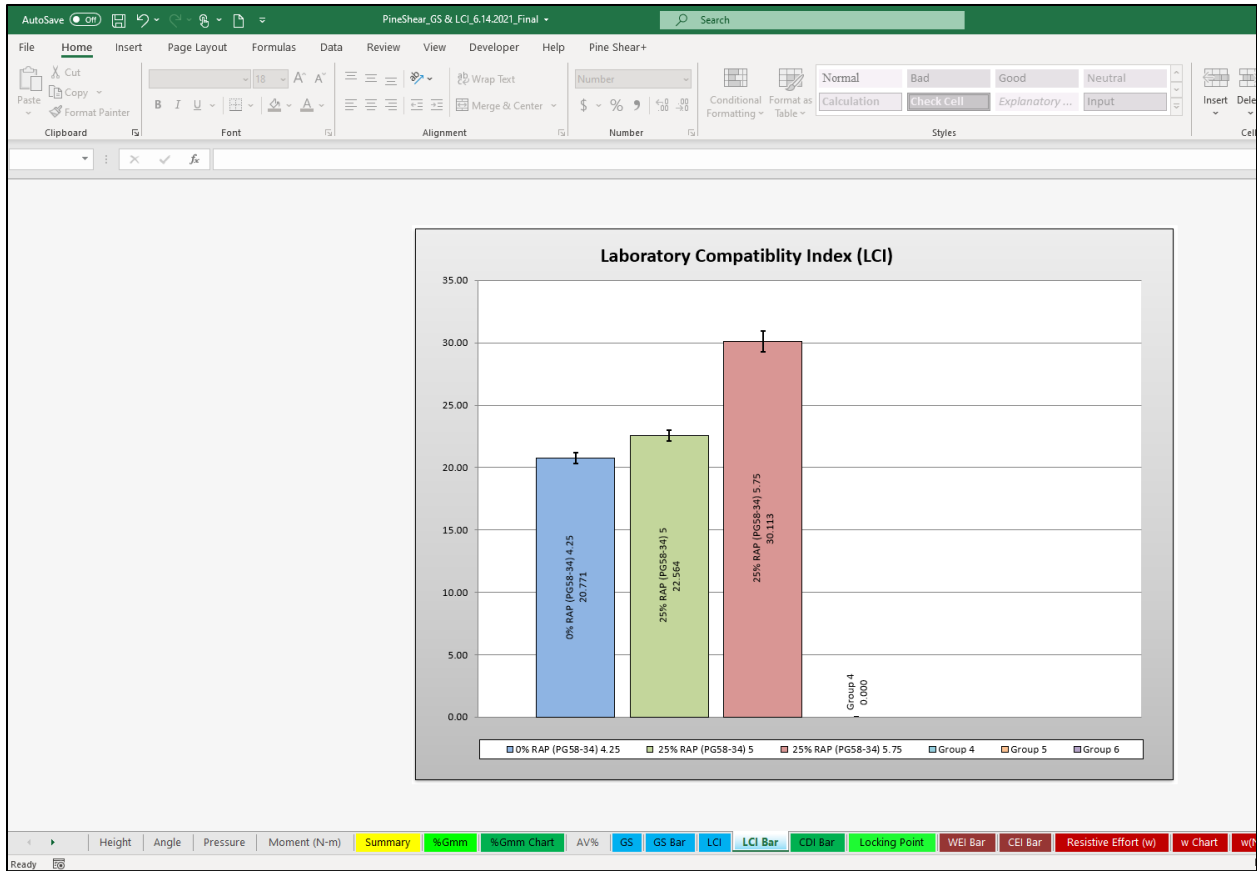 AutoSave Off PineShear_GS & LCI_6.14.2021_Final Search
File Home Insert Page Layout Formulas Data Review View Developer Help Pine Shear+
Paste
Cut
Copy
Format Painter
Clipboard
18
B I U
Font
Wrap Text
Merge & Center
Alignment
Number
$ % 9
Number
Conditional Formatting
Format as Table
Normal Bad Good Neutral
Calculation Check Cell Explanatory ... Input
Styles
Insert Dele
Cell
fx
Laboratory Compatiblity Index (LCI)
35.00
30.00
25.00
20.00
15.00
10.00
5.00
0.00
0% RAP (PG58-34) 4.25
20.771
25% RAP (PG58-34) 5
22.564
25% RAP (PG58-34) 5.75
30.113
Group 4
0.000
0% RAP (PG58-34) 4.25 25% RAP (PG58-34) 5 25% RAP (PG58-34) 5.75 Group 4 Group 5 Group 6
Height Angle Pressure Moment (N-m) Summary %Gmm %Gmm Chart AV% GS GS Bar LCI LCI Bar CDI Bar Locking Point WEI Bar CEI Bar Resistive Effort (w) w Chart
Ready